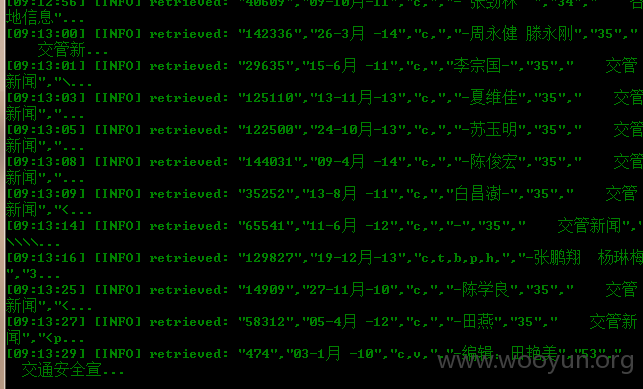 [09:12:56] [INFO] retrieved: "40609","09-10月-11","c,","-张劲林 ","34"," 各
地信息"...
[09:13:00] [INFO] retrieved: "142336","26-3月 -14","c,","-周永健 滕永刚","35","
交管新...
[09:13:01] [INFO] retrieved: "29635","15-6月 -11","c,","李宗国-","35"," 交管
新闻","\...
[09:13:03] [INFO] retrieved: "125110","13-11月-13","c,","-夏维佳","35"," 交管
新闻","...
[09:13:05] [INFO] retrieved: "122500","24-10月-13","c,","-苏玉明","35"," 交管
新闻","...
[09:13:08] [INFO] retrieved: "144031","09-4月 -14","c,","-陈俊宏","35"," 交管
新闻","...
[09:13:09] [INFO] retrieved: "35252","13-8月 -11","c,","白昌澍-","35"," 交管
新闻","<...
[09:13:14] [INFO] retrieved: "65541","11-6月 -12","c,","-","35"," 交管新闻","
\\\\...
[09:13:16] [INFO] retrieved: "129827","19-12月-13","c,t,b,p,h,","-张鹏翔 杨琳梅
","3...
[09:13:25] [INFO] retrieved: "14909","27-11月-10","c,","-陈学良","35"," 交管
新闻","<...
[09:13:27] [INFO] retrieved: "58312","05-4月 -12","c,","-田燕","35"," 交管新
闻","<p...
[09:13:29] [INFO] retrieved: "474","03-1月 -10","c,v,","-编辑：田艳美","53","
交通安全宣...
www.wooyun.org